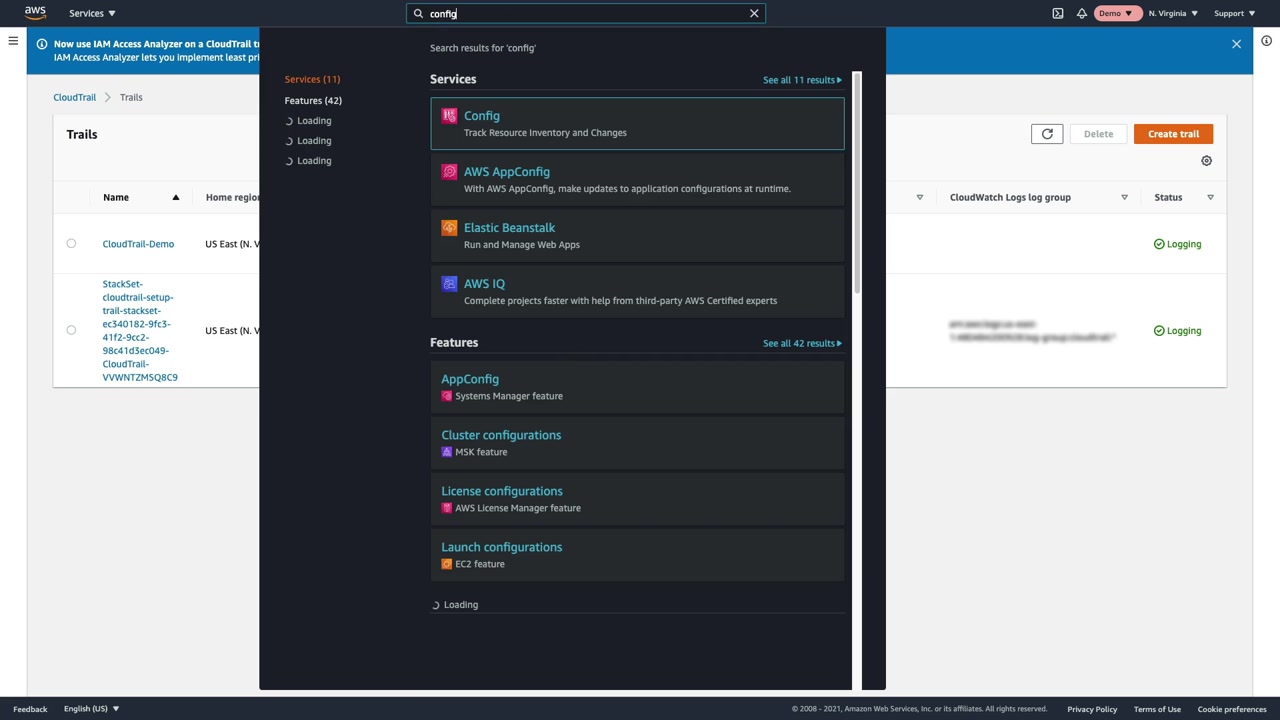 aws
Services
config
Demo
N. Virginia
Support
Now use IAM Access Analyzer on a CloudTrail t
IAM Access Analyzer lets you implement least pri
CloudTrail
Trails
Trails
Delete
Create trail
Name
Home region
CloudWatch Logs log group
Status
CloudTrail-Demo
US East (N. V
Logging
StackSet-
cloudtrail-setup-
trail-stackset-
ec340182-9fc3-
41f2-9cc2-
98c41d3ec049-
CloudTrail-
VVWNTZMSQ8C9
US East (N. V
Logging
Search results for 'config'
Services (11)
Features (42)
Loading
Loading
Loading
Services
See all 11 results
Config
Track Resource Inventory and Changes
AWS AppConfig
With AWS AppConfig, make updates to application configurations at runtime.
Elastic Beanstalk
Run and Manage Web Apps
AWS IQ
Complete projects faster with help from third-party AWS Certified experts
Features
See all 42 results
AppConfig
Systems Manager feature
Cluster configurations
MSK feature
License configurations
AWS License Manager feature
Launch configurations
EC2 feature
Loading
Feedback
English (US)
© 2008 - 2021, Amazon Web Services, Inc. or its affiliates. All rights reserved.
Privacy Policy
Terms of Use
Cookie preferences